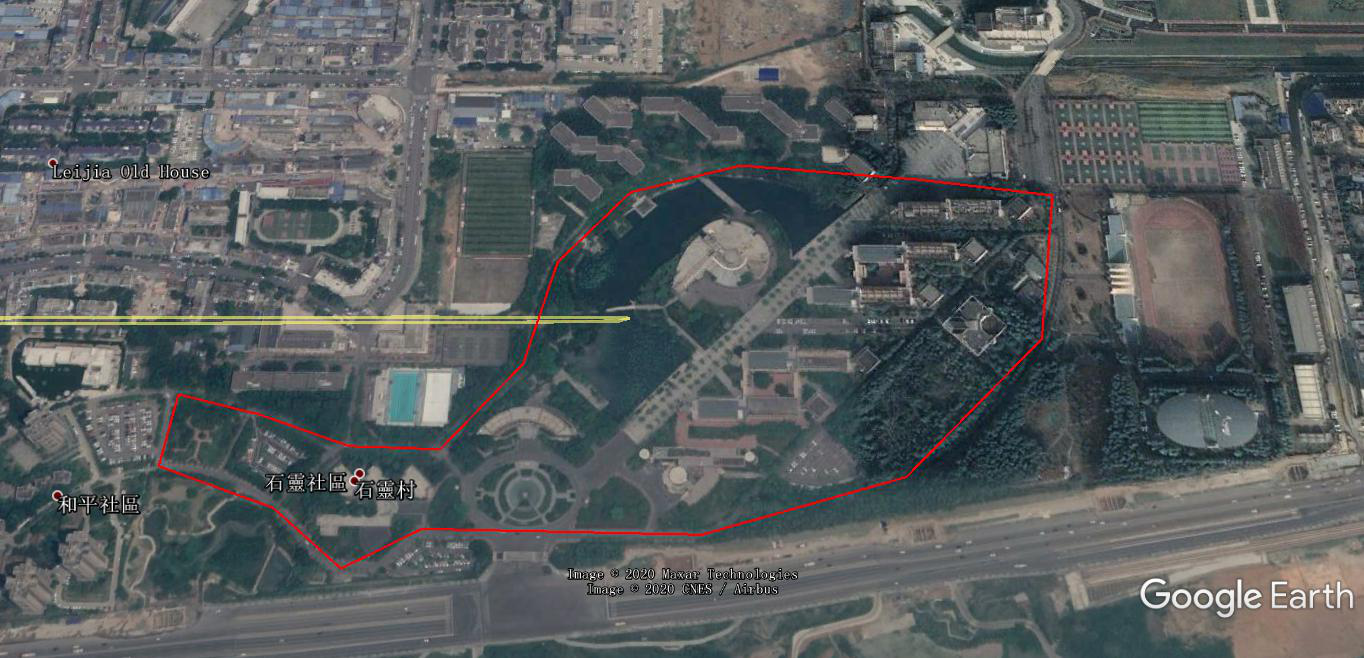 Leijia Old House
石靈社區
石靈村
和平社區
Image © 2020 Maxar Technologies
Image © 2020 CNES / Airbus
Google Earth